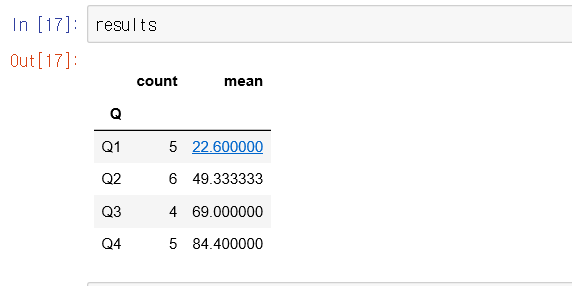 In [17]: results
Out[17]:
count mean
Q
Q1 5 22.600000
Q2 6 49.333333
Q3 4 69.000000
Q4 5 84.400000